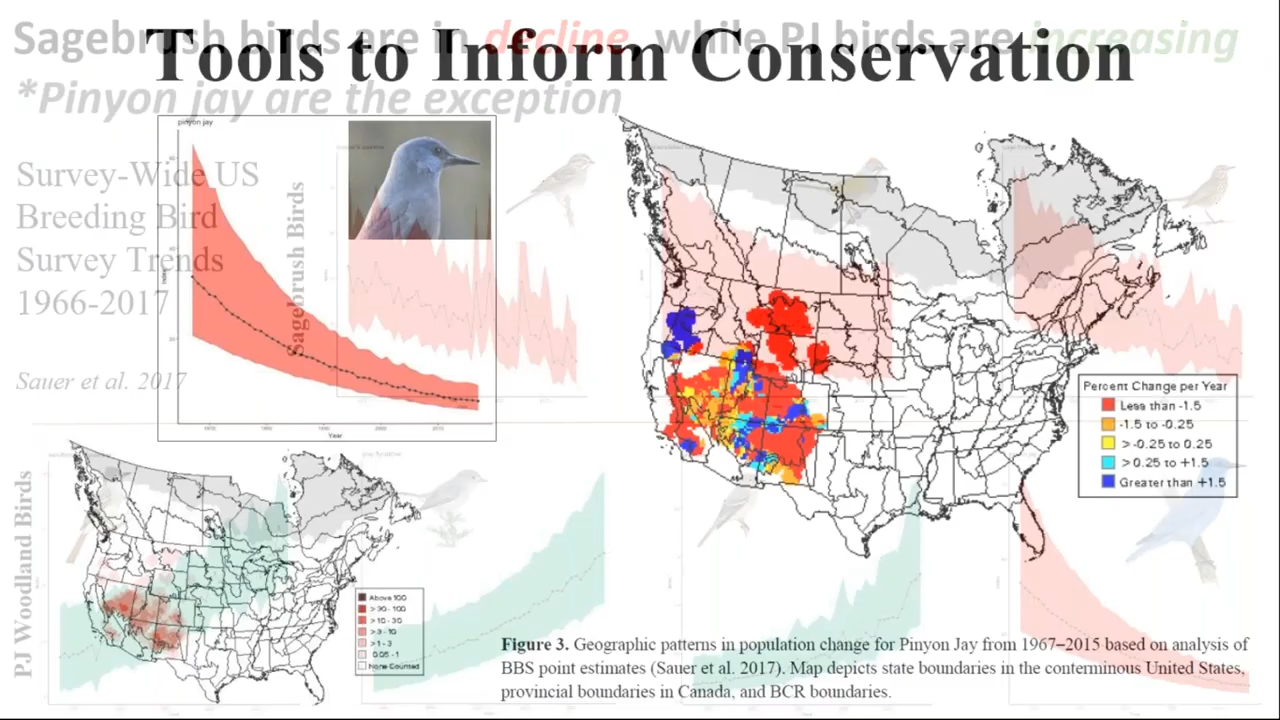 Sagebrush birds are in decline, while PJ birds are increasing
Tools to Inform Conservation
*Pinyon jay are the exception
pinyon jay
Survey-Wide US
Breeding Bird
Survey Trends
1966-2017
Sauer et al. 2017
Sagebrush Birds
Year
Percent Change per Year
Less than -1.5
-1.5 to -0.25
> -0.25 to 0.25
> 0.25 to +1.5
Greater than +1.5
PJ Woodland Birds
Above 100
> 30 - 100
> 10 - 30
> 3 - 10
> 1 - 3
0.05 - 1
None Counted
Figure 3. Geographic patterns in population change for Pinyon Jay from 1967–2015 based on analysis of
BBS point estimates (Sauer et al. 2017). Map depicts state boundaries in the conterminous United States,
provincial boundaries in Canada, and BCR boundaries.